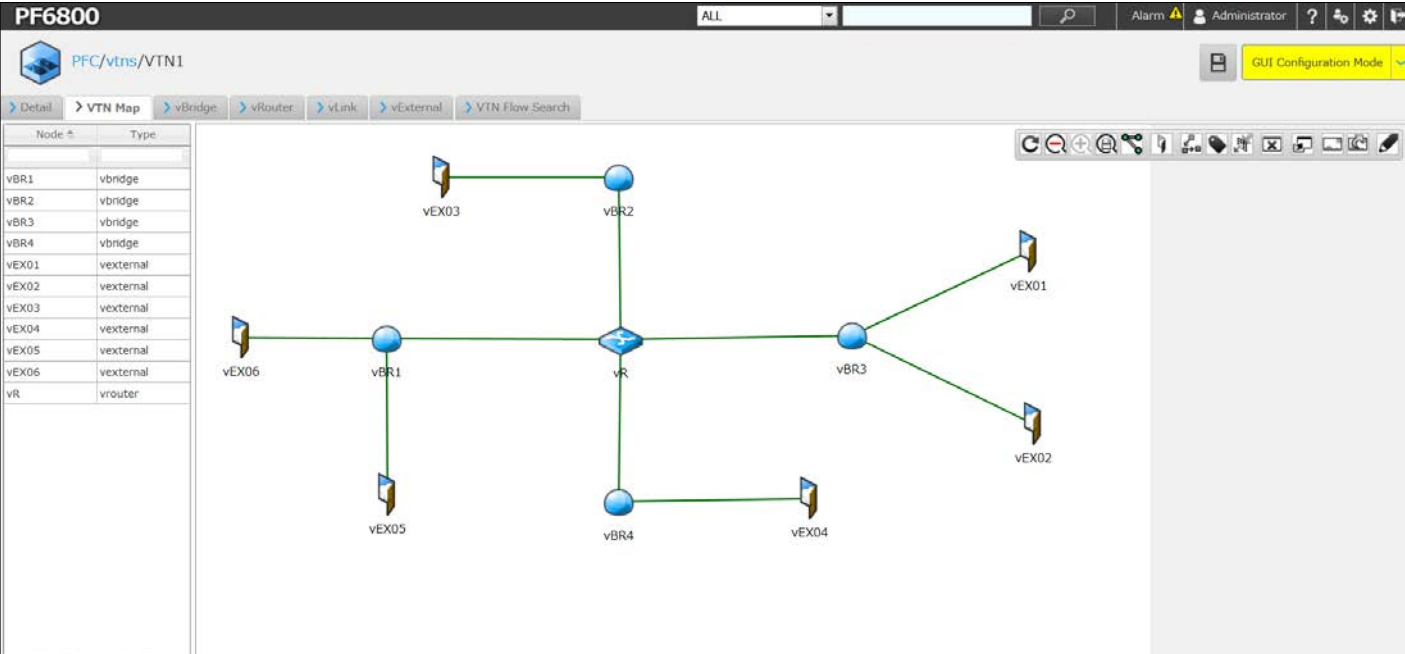 PF6800 ALL Alarm Administrator ?
PFC/vtns/VTN1 GUI Configuration Mode
Detail VTN Map vBridge vRouter vLink vExternal VTN Flow Search
Node Type
vBR1 vbridge
vBR2 vbridge
vBR3 vbridge
vBR4 vbridge
vEX01 vexternal
vEX02 vexternal
vEX03 vexternal
vEX04 vexternal
vEX05 vexternal
vEX06 vexternal
vR vrouter
vEX03
vBR2
vEX01
vEX06
vBR1
vR
vBR3
vEX02
vEX05
vBR4
vEX04